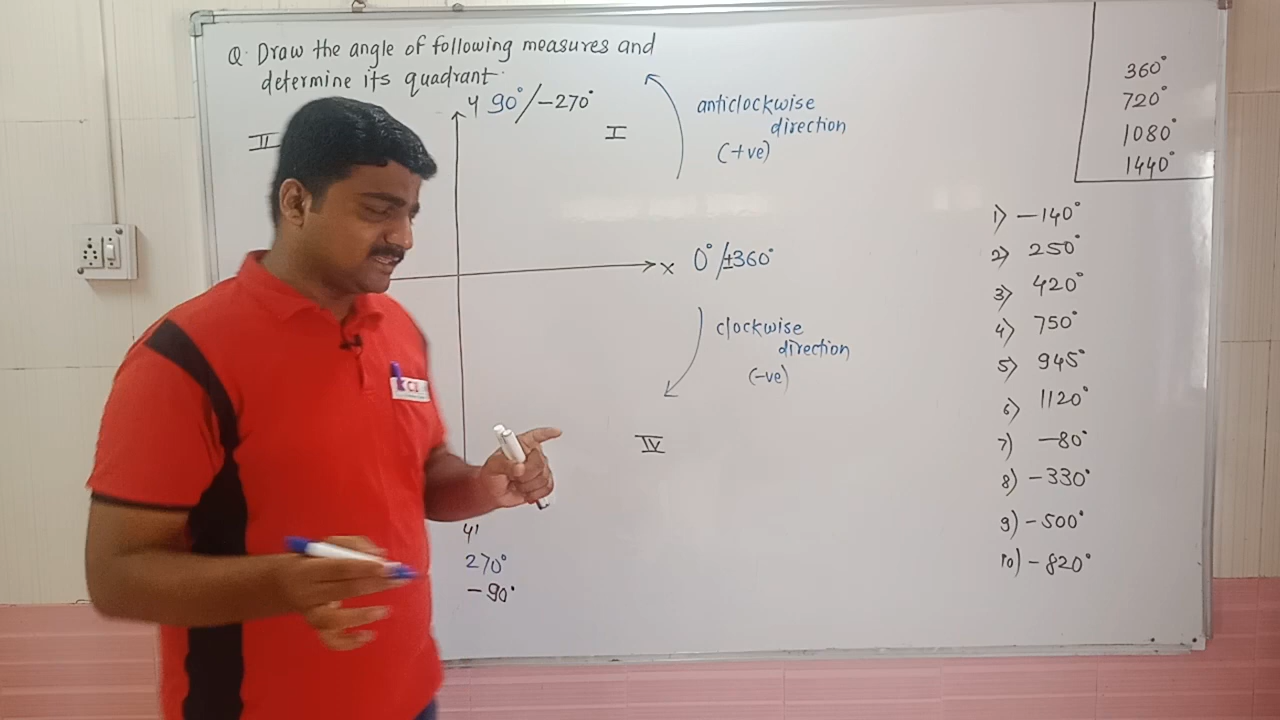 Q. Draw the angle of following measures and
determine its quadrant.
y 90°/-270°
II
I
anticlockwise
direction
(+ve)
x 0°/±360°
clockwise
direction
(-ve)
IV
y'
270°
-90°
360°
720°
1080°
1440°
1) -140°
2) 250°
3) 420°
4) 750°
5) 945°
6) 1120°
7) -80°
8) -330°
9) -500°
10) -820°